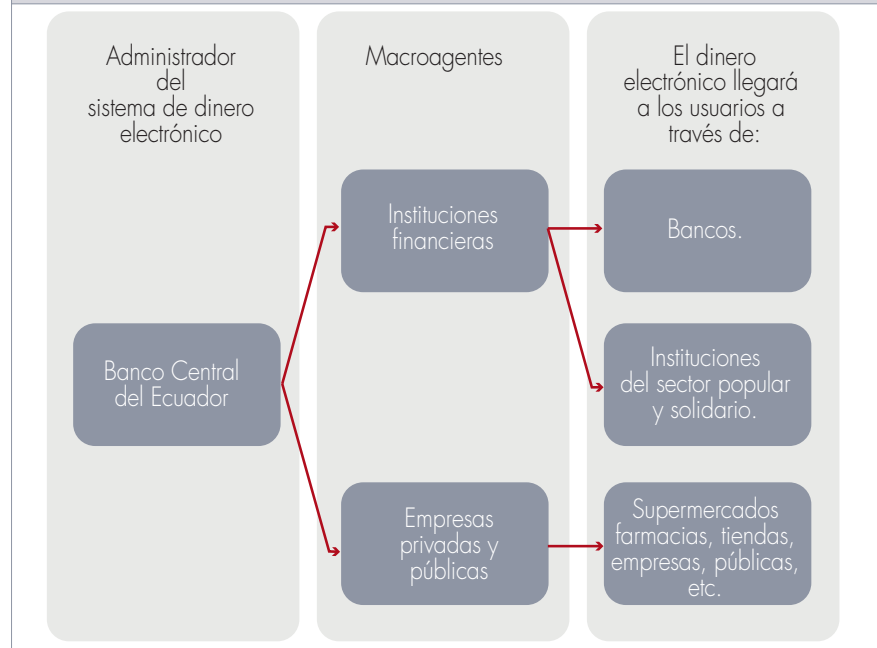 Administrador
del
sistema de dinero
electrónico
Macroagentes
El dinero
electrónico llegará
a los usuarios a
través de:
Banco Central
del Ecuador
Instituciones
financieras
Empresas
privadas y
públicas
Bancos.
Instituciones
del sector popular
y solidario.
Supermercados
farmacias, tiendas,
empresas, públicas,
etc.